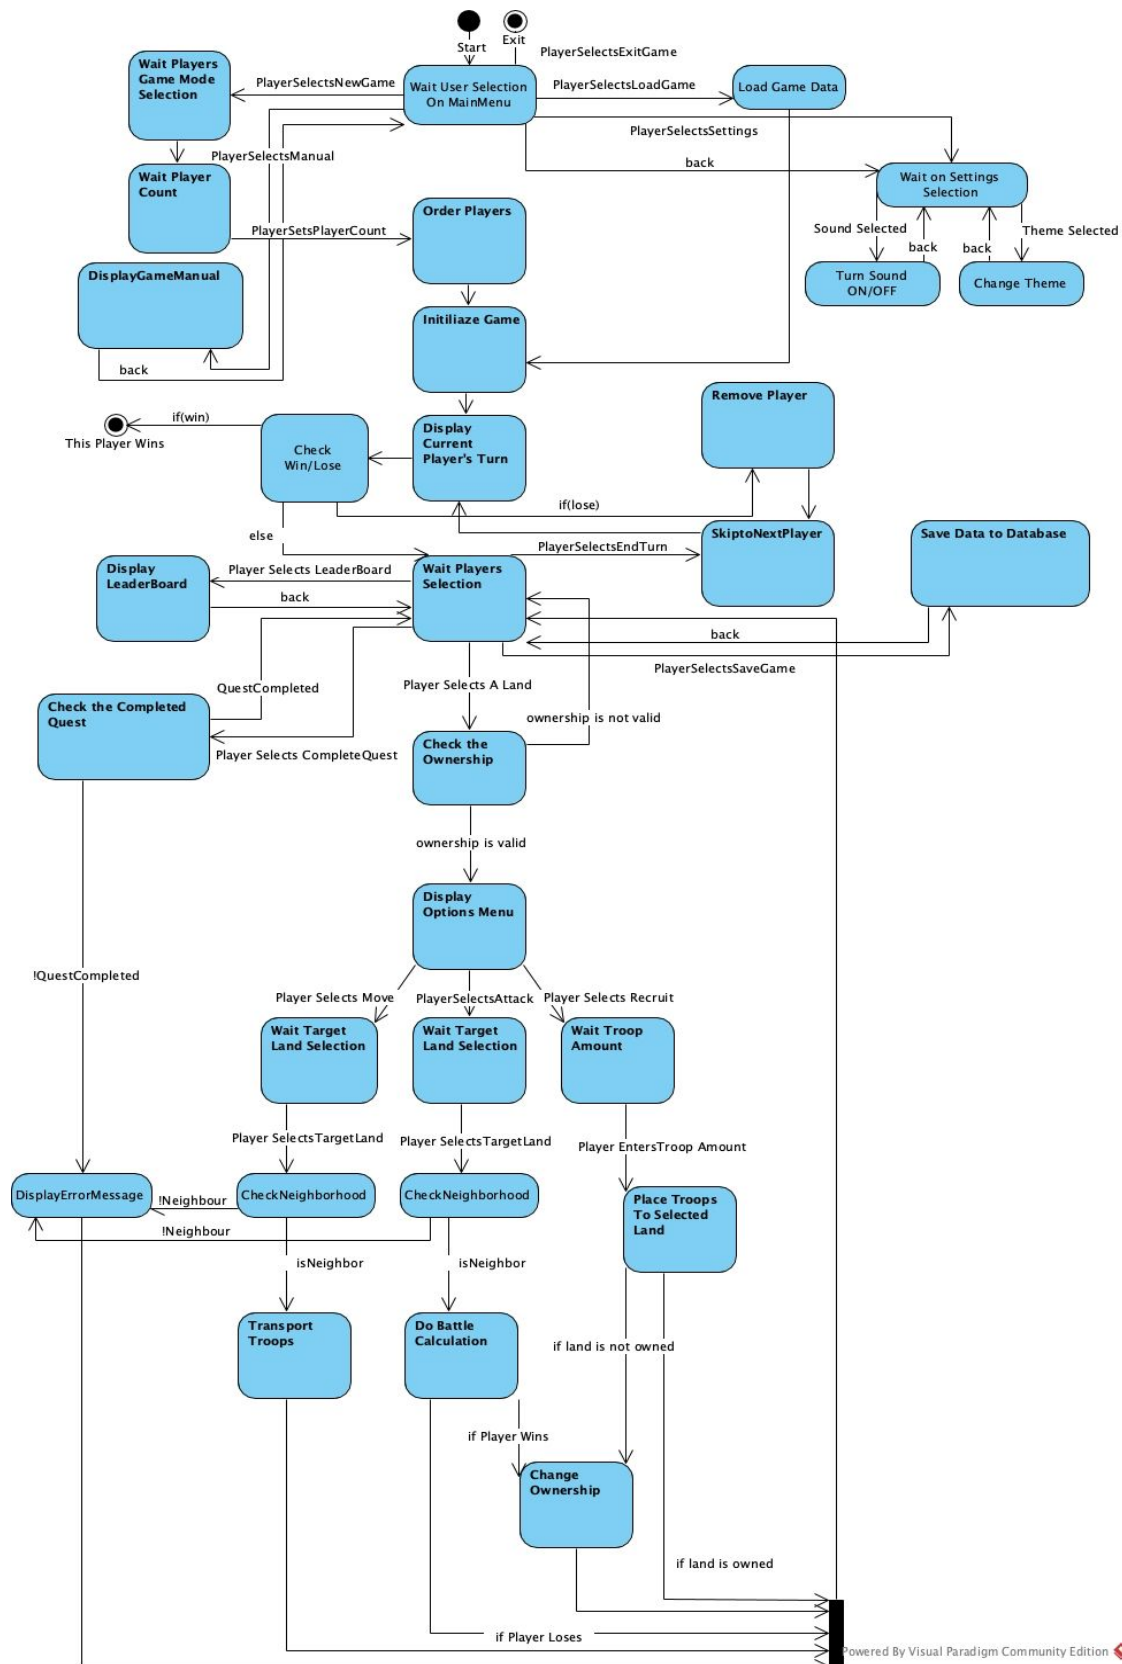 Start
Exit
PlayerSelectsExitGame
Wait Players
Game Mode
Selection
PlayerSelectsNewGame
Wait User Selection
On MainMenu
PlayerSelectsLoadGame
Load Game Data
PlayerSelectsSettings
PlayerSelectsManual
back
Wait Player
Count
Wait on Settings
Selection
Order Players
PlayerSetsPlayerCount
Sound Selected
Theme Selected
back
back
DisplayGameManual
Turn Sound
ON/OFF
Change Theme
Initiliaze Game
back
Remove Player
if(win)
This Player Wins
Check
Win/Lose
Display
Current
Player's Turn
if(lose)
else
SkiptoNextPlayer
Save Data to Database
PlayerSelectsEndTurn
Display
LeaderBoard
Player Selects LeaderBoard
Wait Players
Selection
back
back
PlayerSelectsSaveGame
Player Selects A Land
QuestCompleted
Check the Completed
Quest
ownership is not valid
Player Selects CompleteQuest
Check the
Ownership
ownership is valid
Display
Options Menu
!QuestCompleted
Player Selects Move
PlayerSelectsAttack
Player Selects Recruit
Wait Target
Land Selection
Wait Target
Land Selection
Wait Troop
Amount
Player SelectsTargetLand
Player SelectsTargetLand
Player EntersTroop Amount
DisplayErrorMessage
!Neighbour
CheckNeighborhood
CheckNeighborhood
Place Troops
To Selected
Land
!Neighbour
isNeighbor
isNeighbor
Transport
Troops
Do Battle
Calculation
if land is not owned
if Player Wins
Change
Ownership
if land is owned
if Player Loses
Powered By Visual Paradigm Community Edition